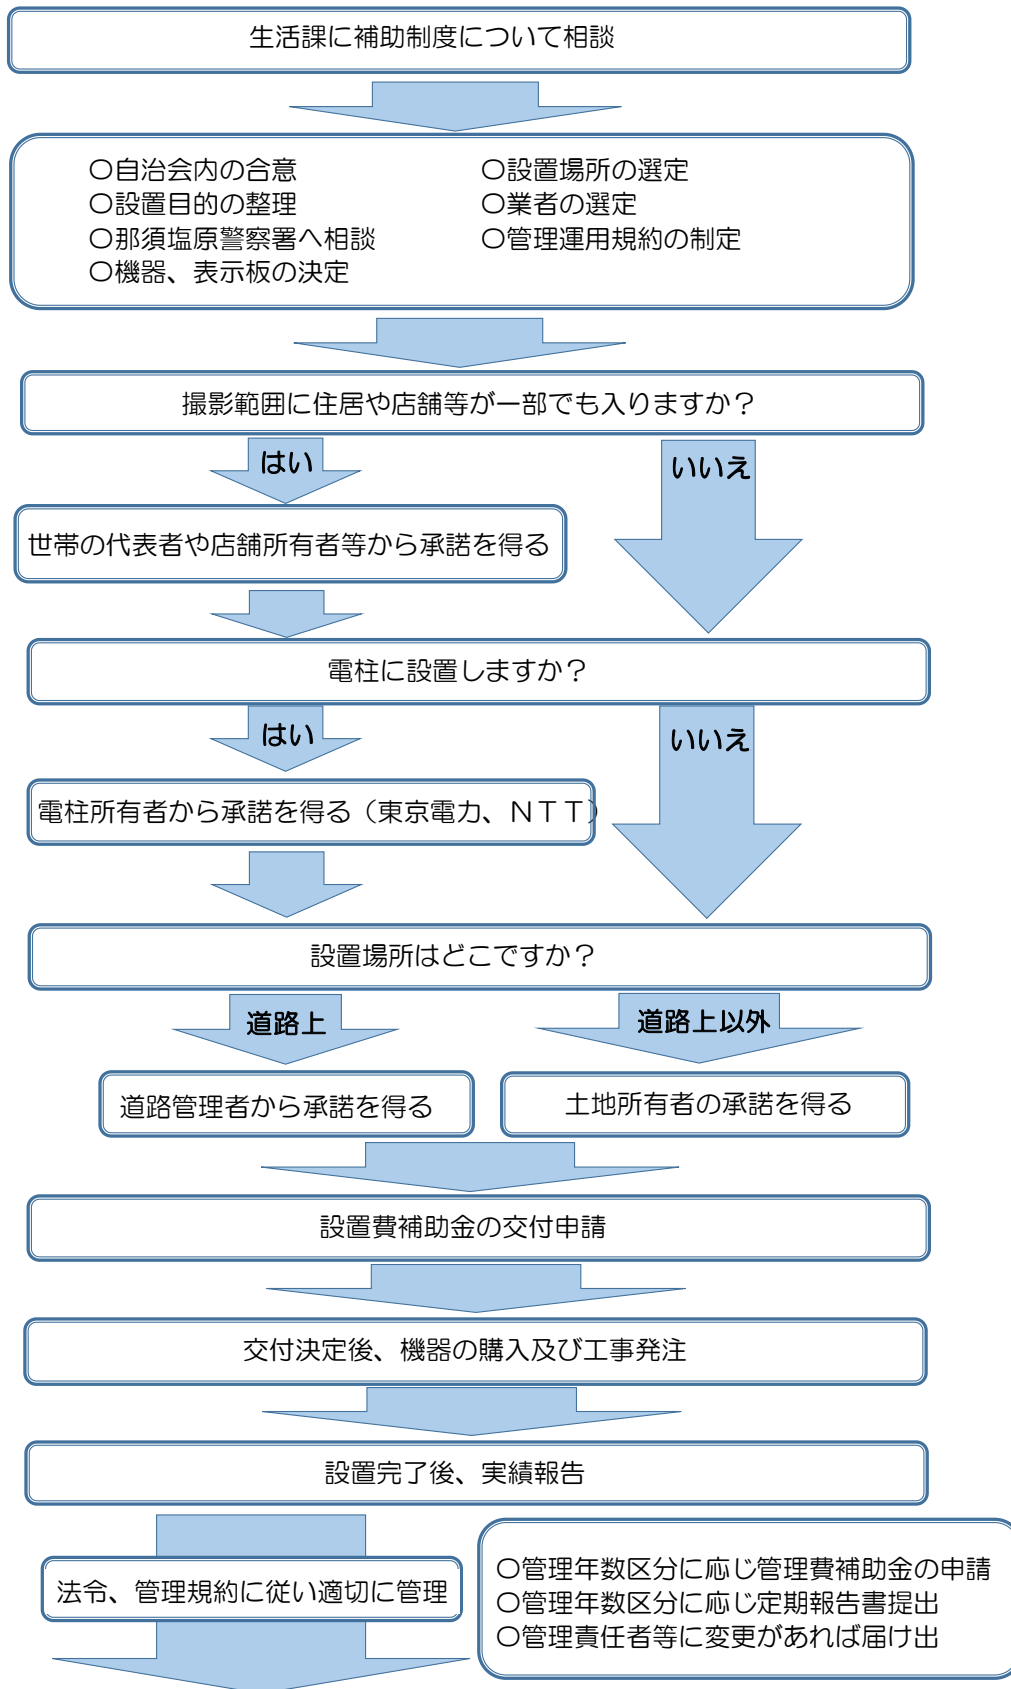 生活課に補助制度について相談
〇自治会内の合意
〇設置目的の整理
〇那須塩原警察署へ相談
〇機器、表示板の決定
〇設置場所の選定
〇業者の選定
〇管理運用規約の制定
撮影範囲に住居や店舗等が一部でも入りますか？
はい
いいえ
世帯の代表者や店舗所有者等から承諾を得る
電柱に設置しますか？
はい
いいえ
電柱所有者から承諾を得る（東京電力、ＮＴＴ）
設置場所はどこですか？
道路上
道路上以外
道路管理者から承諾を得る
土地所有者の承諾を得る
設置費補助金の交付申請
交付決定後、機器の購入及び工事発注
設置完了後、実績報告
法令、管理規約に従い適切に管理
〇管理年数区分に応じ管理費補助金の申請
〇管理年数区分に応じ定期報告書提出
〇管理責任者等に変更があれば届け出